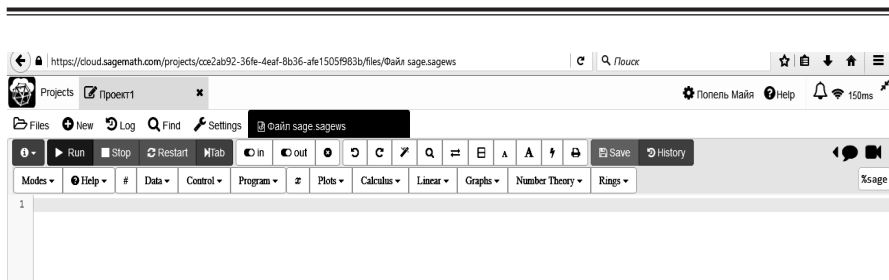 https://cloud.sagemath.com/projects/cce2ab92-36fe-4eaf-8b36-afe1505f983b/files/Файл sage.sagews C Поиск
Projects Проект1 Попель Майя Help 150ms
Files New Log Find Settings Файл sage.sagews
Run Stop Restart Tab in out A A Save History
Modes Help # Data Control Program x Plots Calculus Linear Graphs Number Theory Rings %sage
1